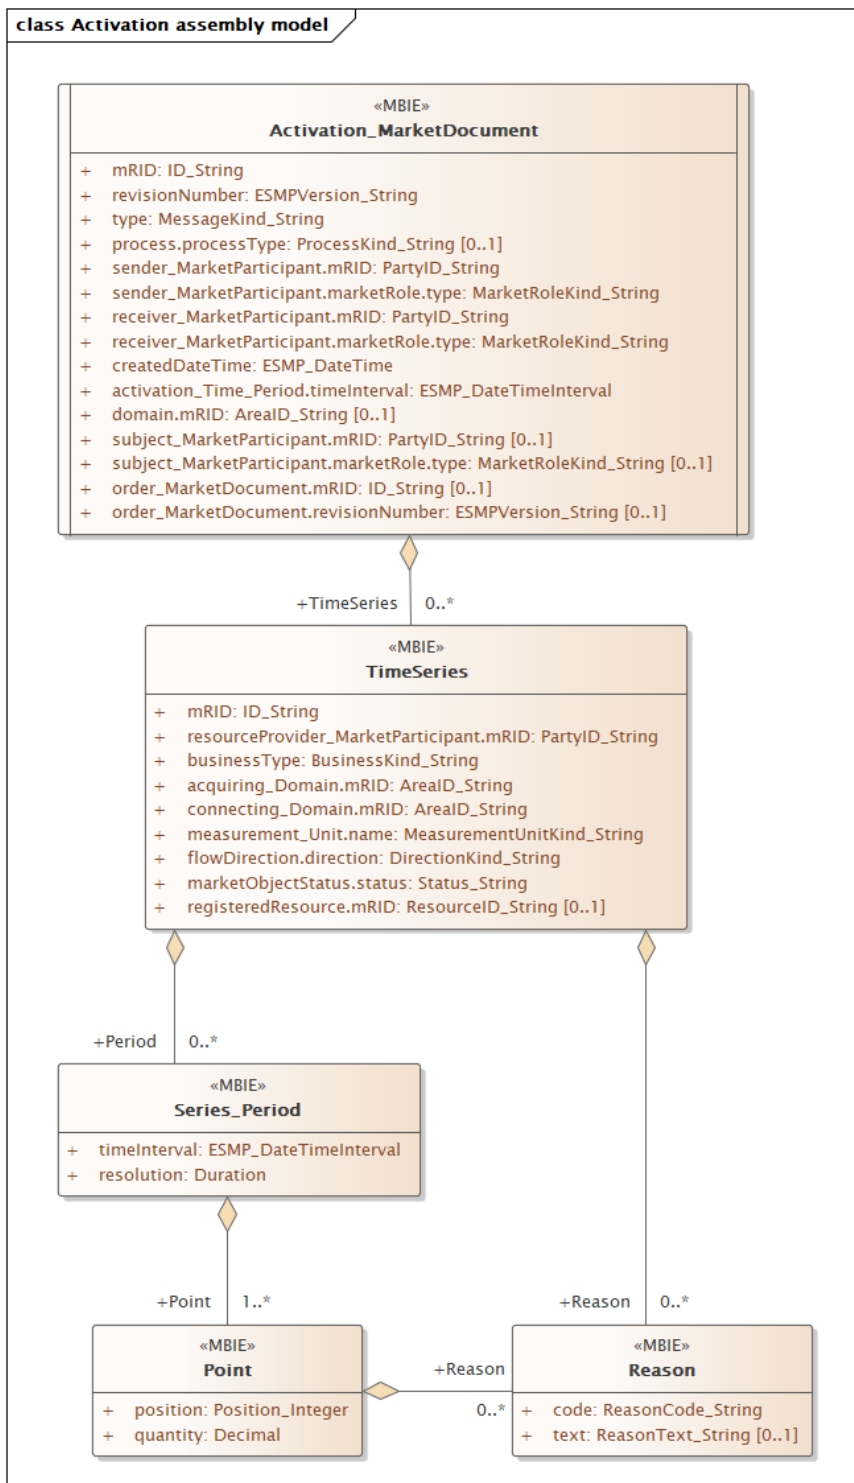 class Activation assembly model
«MBIE»
Activation_MarketDocument
+ mRID: ID_String
+ revisionNumber: ESMPVersion_String
+ type: MessageKind_String
+ process.processType: ProcessKind_String [0..1]
+ sender_MarketParticipant.mRID: PartyID_String
+ sender_MarketParticipant.marketRole.type: MarketRoleKind_String
+ receiver_MarketParticipant.mRID: PartyID_String
+ receiver_MarketParticipant.marketRole.type: MarketRoleKind_String
+ createdDateTime: ESMP_DateTime
+ activation_Time_Period.timeInterval: ESMP_DateTimeInterval
+ domain.mRID: AreaID_String [0..1]
+ subject_MarketParticipant.mRID: PartyID_String [0..1]
+ subject_MarketParticipant.marketRole.type: MarketRoleKind_String [0..1]
+ order_MarketDocument.mRID: ID_String [0..1]
+ order_MarketDocument.revisionNumber: ESMPVersion_String [0..1]
+TimeSeries 0..*
«MBIE»
TimeSeries
+ mRID: ID_String
+ resourceProvider_MarketParticipant.mRID: PartyID_String
+ businessType: BusinessKind_String
+ acquiring_Domain.mRID: AreaID_String
+ connecting_Domain.mRID: AreaID_String
+ measurement_Unit.name: MeasurementUnitKind_String
+ flowDirection.direction: DirectionKind_String
+ marketObjectStatus.status: Status_String
+ registeredResource.mRID: ResourceID_String [0..1]
+Period 0..*
«MBIE»
Series_Period
+ timeInterval: ESMP_DateTimeInterval
+ resolution: Duration
+Point 1..*
+Reason 0..*
«MBIE»
Point
+ position: Position_Integer
+ quantity: Decimal
+Reason
0..*
«MBIE»
Reason
+ code: ReasonCode_String
+ text: ReasonText_String [0..1]